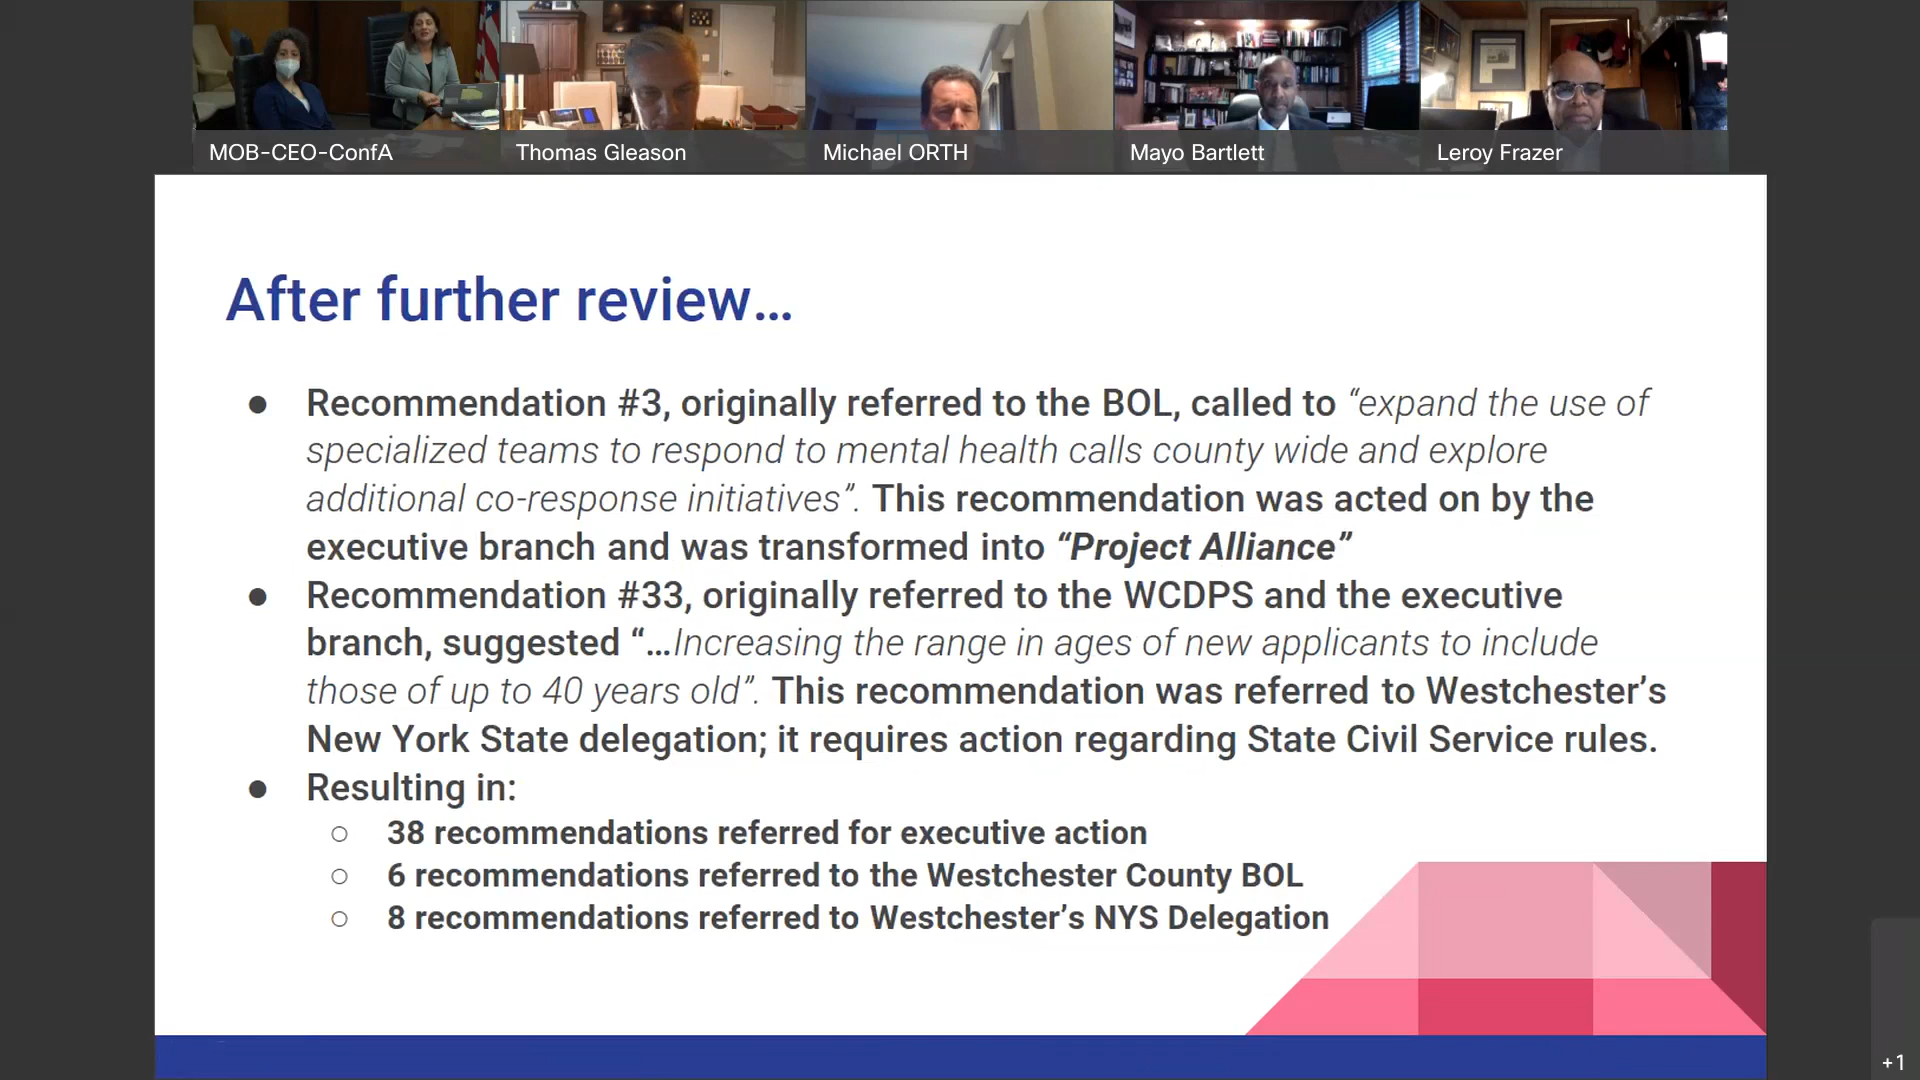 MOB-CEO-ConfA
Thomas Gleason
Michael ORTH
Mayo Bartlett
Leroy Frazer
After further review...
● Recommendation #3, originally referred to the BOL, called to “expand the use of
specialized teams to respond to mental health calls county wide and explore
additional co-response initiatives”. This recommendation was acted on by the
executive branch and was transformed into “Project Alliance”
● Recommendation #33, originally referred to the WCDPS and the executive
branch, suggested “...Increasing the range in ages of new applicants to include
those of up to 40 years old”. This recommendation was referred to Westchester’s
New York State delegation; it requires action regarding State Civil Service rules.
● Resulting in:
○ 38 recommendations referred for executive action
○ 6 recommendations referred to the Westchester County BOL
○ 8 recommendations referred to Westchester’s NYS Delegation
+1